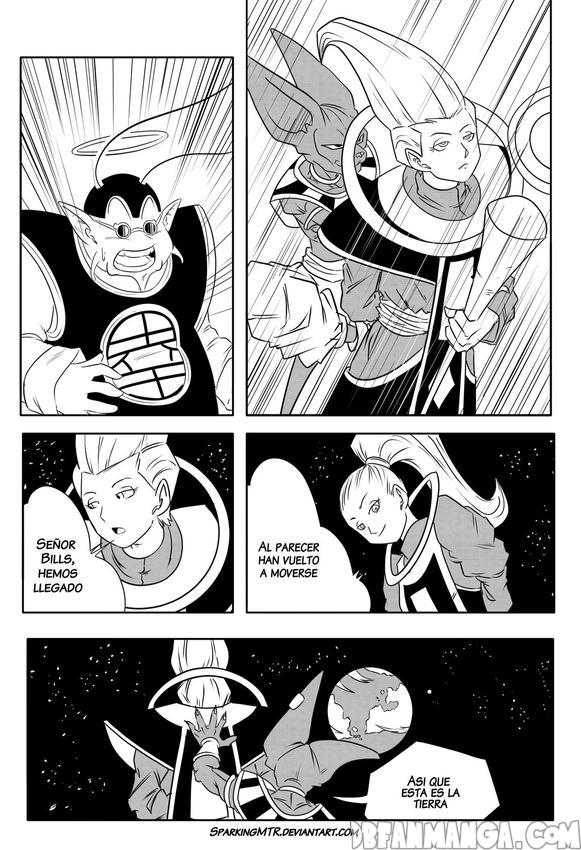 SEÑOR
BILLS,
HEMOS
LLEGADO
AL PARECER
HAN VUELTO
A MOVERSE
ASI QUE
ESTA ES LA
TIERRA
SPARKINGMTR.DEVIANTART.COM
DBFANMANGA.COM